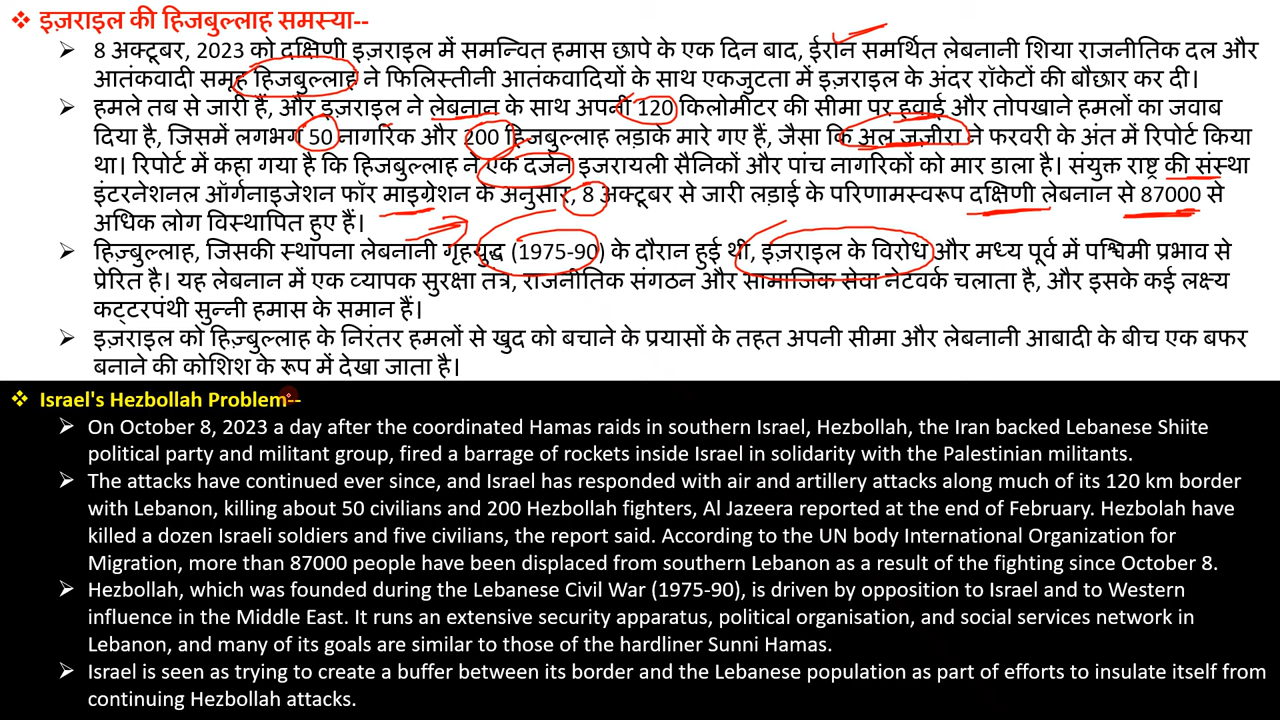 ❖ इज़राइल की हिजबुल्लाह समस्या--
➢ 8 अक्टूबर, 2023 को दक्षिणी इज़राइल में समन्वित हमास छापे के एक दिन बाद, ईरान समर्थित लेबनानी शिया राजनीतिक दल और
आतंकवादी समूह हिजबुल्लाह ने फिलिस्तीनी आतंकवादियों के साथ एकजुटता में इज़राइल के अंदर रॉकेटों की बौछार कर दी।
➢ हमले तब से जारी हैं, और इज़राइल ने लेबनान के साथ अपनी 120 किलोमीटर की सीमा पर हवाई और तोपखाने हमलों का जवाब
दिया है, जिसमें लगभग 50 नागरिक और 200 हिजबुल्लाह लड़ाके मारे गए हैं, जैसा कि अल जज़ीरा ने फरवरी के अंत में रिपोर्ट किया
था। रिपोर्ट में कहा गया है कि हिजबुल्लाह ने एक दर्जन इजरायली सैनिकों और पांच नागरिकों को मार डाला है। संयुक्त राष्ट्र की संस्था
इंटरनेशनल ऑर्गनाइजेशन फॉर माइग्रेशन के अनुसार, 8 अक्टूबर से जारी लड़ाई के परिणामस्वरूप दक्षिणी लेबनान से 87000 से
अधिक लोग विस्थापित हुए हैं।
➢ हिज़्बुल्लाह, जिसकी स्थापना लेबनानी गृहयुद्ध (1975-90) के दौरान हुई थी, इज़राइल के विरोध और मध्य पूर्व में पश्चिमी प्रभाव से
प्रेरित है। यह लेबनान में एक व्यापक सुरक्षा तंत्र, राजनीतिक संगठन और सामाजिक सेवा नेटवर्क चलाता है, और इसके कई लक्ष्य
कट्टरपंथी सुन्नी हमास के समान हैं।
➢ इज़राइल को हिज़्बुल्लाह के निरंतर हमलों से खुद को बचाने के प्रयासों के तहत अपनी सीमा और लेबनानी आबादी के बीच एक बफर
बनाने की कोशिश के रूप में देखा जाता है।
❖ Israel's Hezbollah Problem--
➢ On October 8, 2023 a day after the coordinated Hamas raids in southern Israel, Hezbollah, the Iran backed Lebanese Shiite
political party and militant group, fired a barrage of rockets inside Israel in solidarity with the Palestinian militants.
➢ The attacks have continued ever since, and Israel has responded with air and artillery attacks along much of its 120 km border
with Lebanon, killing about 50 civilians and 200 Hezbollah fighters, Al Jazeera reported at the end of February. Hezbolah have
killed a dozen Israeli soldiers and five civilians, the report said. According to the UN body International Organization for
Migration, more than 87000 people have been displaced from southern Lebanon as a result of the fighting since October 8.
➢ Hezbollah, which was founded during the Lebanese Civil War (1975-90), is driven by opposition to Israel and to Western
influence in the Middle East. It runs an extensive security apparatus, political organisation, and social services network in
Lebanon, and many of its goals are similar to those of the hardliner Sunni Hamas.
➢ Israel is seen as trying to create a buffer between its border and the Lebanese population as part of efforts to insulate itself from
continuing Hezbollah attacks.